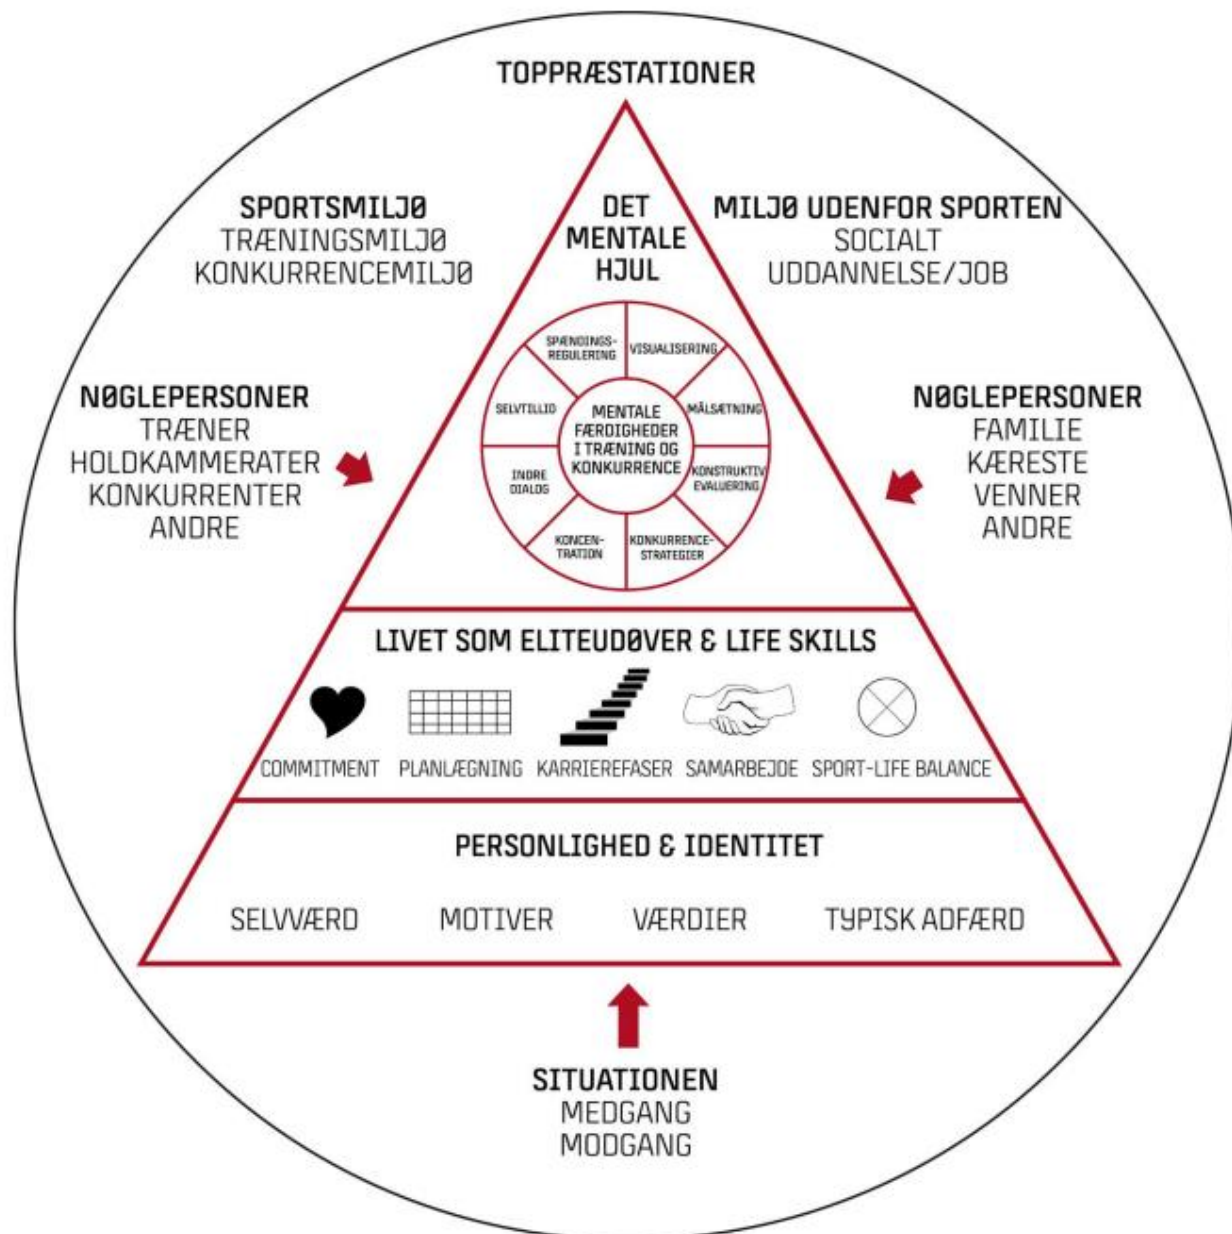 TOPPRÆSTATIONER
SPORTSMILJØ
TRÆNINGSMILJØ
KONKURRENCEMILJØ
DET
MENTALE
HJUL
MILJØ UDENFOR SPORTEN
SOCIALT
UDDANNELSE/JOB
NØGLEPERSONER
TRÆNER
HOLDKAMMERATER
KONKURRENTER
ANDRE
SPÆNDINGS-
REGULERING
VISUALISERING
SELVTILLID
MÅLSÆTNING
MENTALE
FÆRDIGHEDER
I TRÆNING OG
KONKURRENCE
INDRE
DIALOG
KONSTRUKTIV
EVALUERING
KONCEN-
TRATION
KONKURRENCE-
STRATEGIER
NØGLEPERSONER
FAMILIE
KÆRESTE
VENNER
ANDRE
LIVET SOM ELITEUDØVER & LIFE SKILLS
COMMITMENT PLANLÆGNING KARRIEREFASER SAMARBEJDE SPORT-LIFE BALANCE
PERSONLIGHED & IDENTITET
SELVVÆRD MOTIVER VÆRDIER TYPISK ADFÆRD
SITUATIONEN
MEDGANG
MODGANG